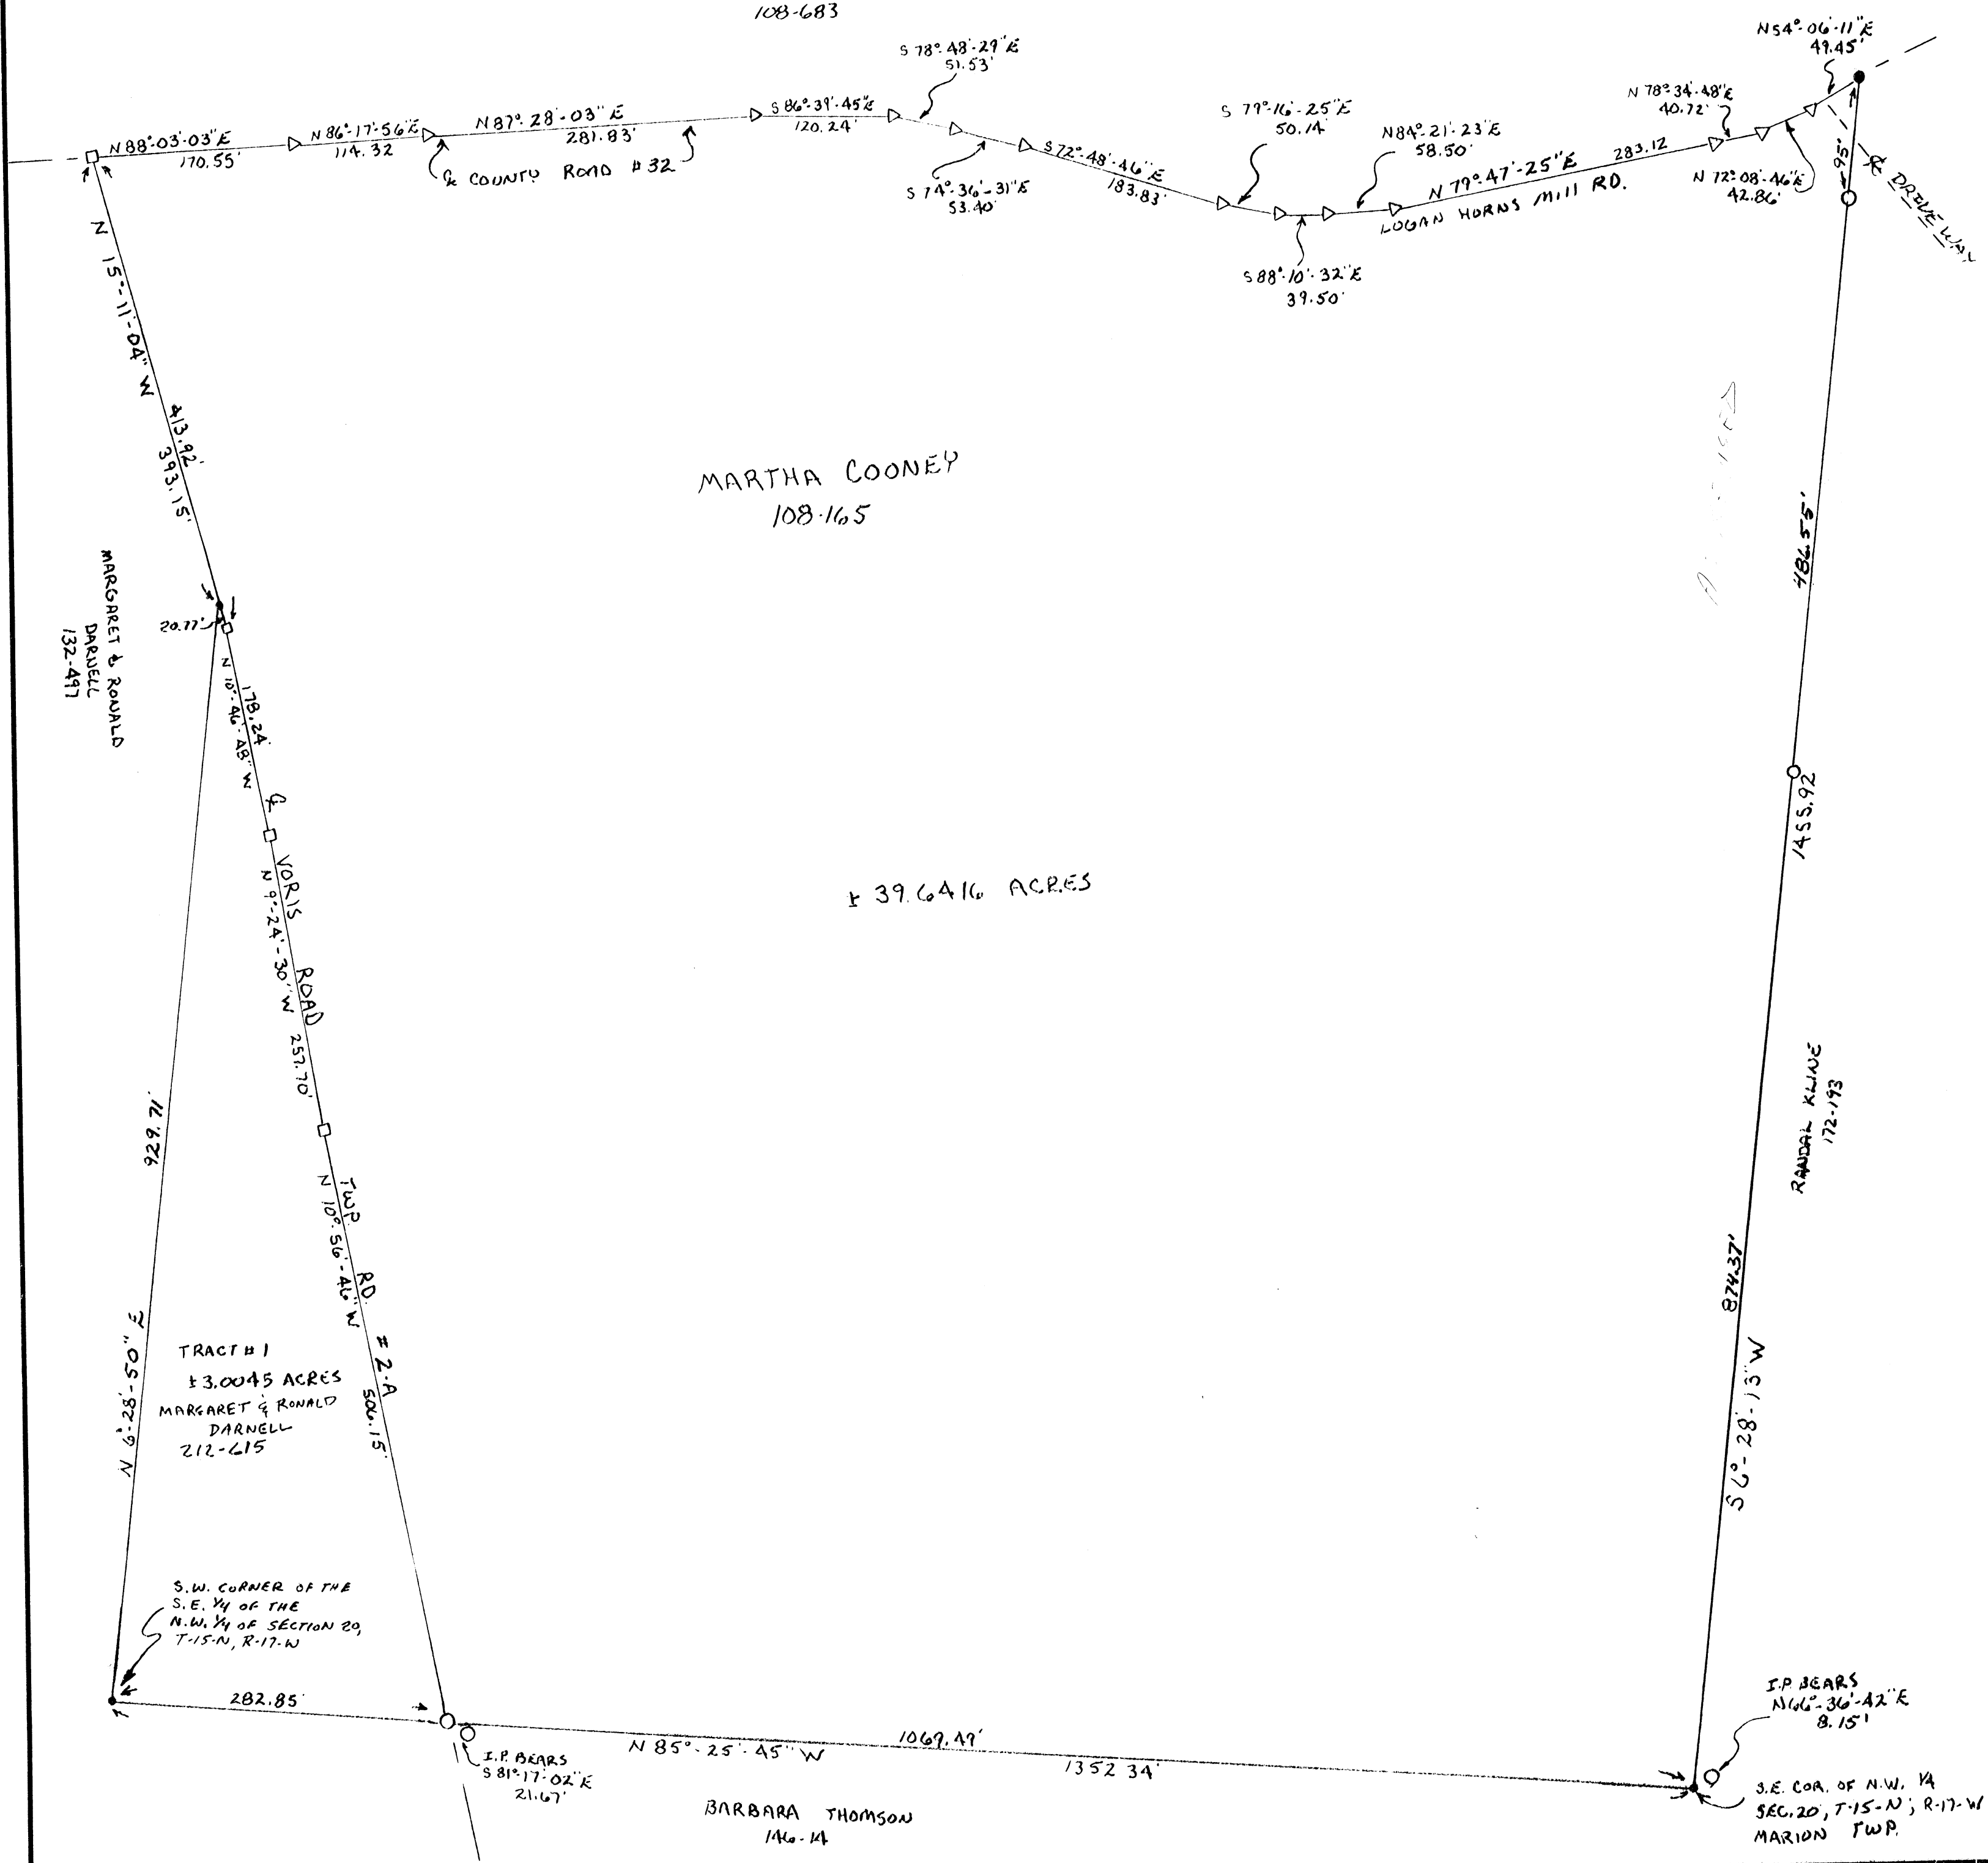 108-683
N 54°-06'-11" E
49.45'
S 78°-48'-29" E
51.53'
N 78°-34'-48" E
40.72'
S 86°-39'-45" E
120.24'
S 79°-16'-25" E
50.14'
N 87°-28'-03" E
281.83'
N 86°-17'-56" E
114.32
N 88°-03'-03" E
170.55'
N 84°-21'-23" E
58.50'
℄ COUNTY ROAD #32
S 74°-36'-31" E
53.40'
S 72°-48'-46" E
183.83'
N 79°-47'-25" E 283.12
LOGAN HORNS MILL RD.
N 72°-08'-46" E
42.86'
95'
℄ DRIVEWAY
S 88°-10'-32" E
39.50'
N 15°-11'-04" W
413.92'
393.15'
MARTHA COONEY
108-165
486.55'
MARGARET & RONALD
DARNELL
132-497
20.77'
178.24'
N 10°-46'-48" W
1455.92
± 39.6416 ACRES
℄ VORIS ROAD TWP. RD. # 2-A
N 9°-24'-30" W 257.70'
929.71'
RANDAL KLINE
172-193
N 10°-56'-46" W 506.15'
874.37'
N 6°-28'-50" E
S 6°-28'-13" W
TRACT #1
± 3.0045 ACRES
MARGARET & RONALD
DARNELL
212-615
S.W. CORNER OF THE
S.E. 1/4 OF THE
N.W. 1/4 OF SECTION 20,
T-15-N, R-17-W
282.85'
I.P. BEARS
N 66°-36'-42" E
8.15'
1069.49'
N 85°-25'-45" W
1352.34'
I.P. BEARS
S 81°-17'-02" E
21.67'
S.E. COR. OF N.W. 1/4
SEC. 20, T-15-N; R-17-W
MARION TWP.
BARBARA THOMSON
146-14